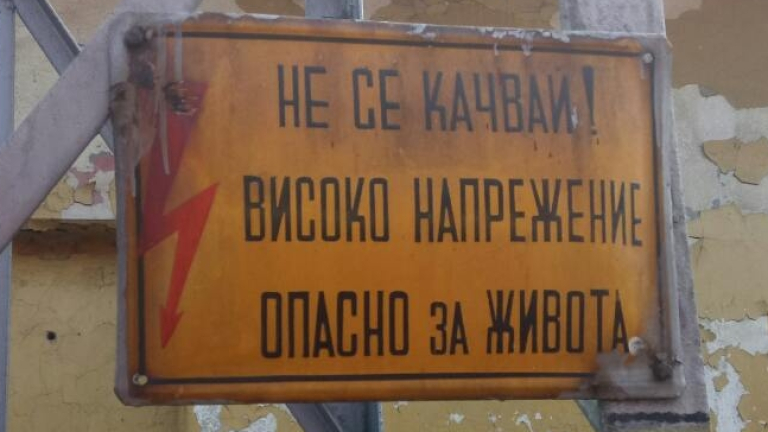 НЕ СЕ КАЧВАЙ!
ВИСОКО НАПРЕЖЕНИЕ
ОПАСНО ЗА ЖИВОТА